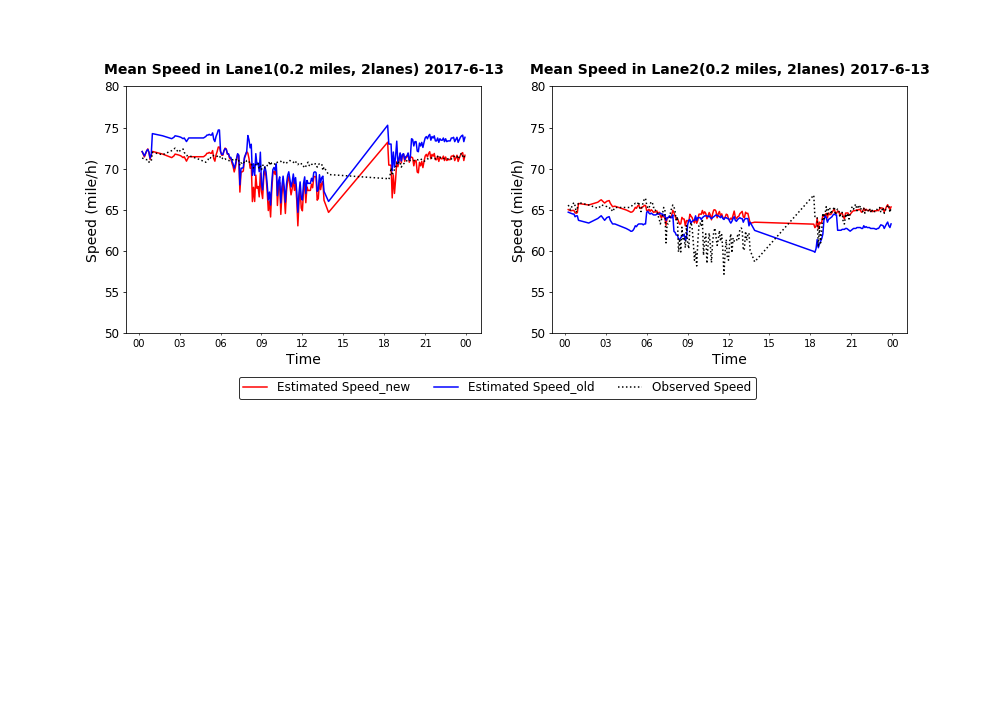 Mean Speed in Lane1(0.2 miles, 2lanes) 2017-6-13
80
75
70
65
60
55
50
Speed (mile/h)
00 03 06 09 12 15 18 21 00
Time
Mean Speed in Lane2(0.2 miles, 2lanes) 2017-6-13
80
75
70
65
60
55
50
Speed (mile/h)
00 03 06 09 12 15 18 21 00
Time
Estimated Speed_new Estimated Speed_old Observed Speed